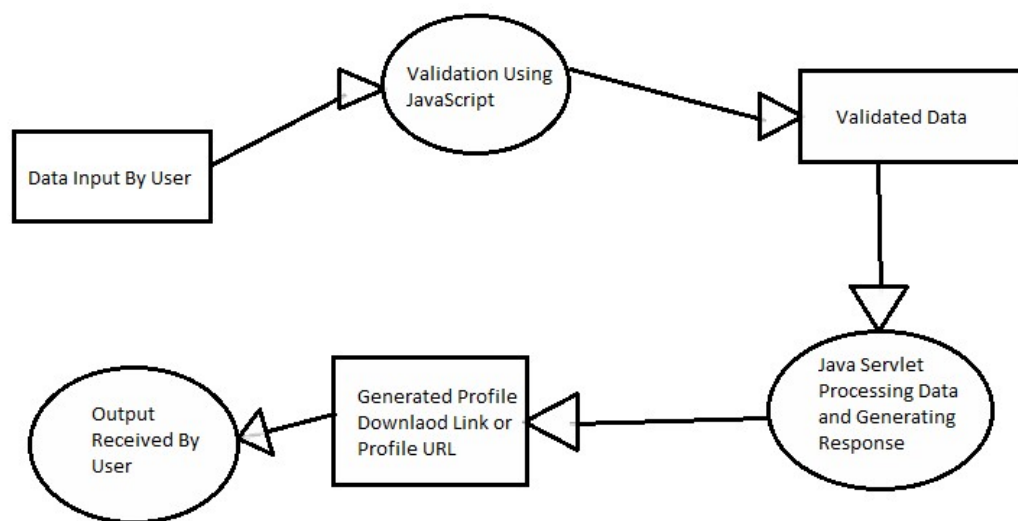 Data Input By User
Validation Using
JavaScript
Validated Data
Java Servlet
Processing Data
and Generating
Response
Generated Profile
Downlaod Link or
Profile URL
Output
Received By
User